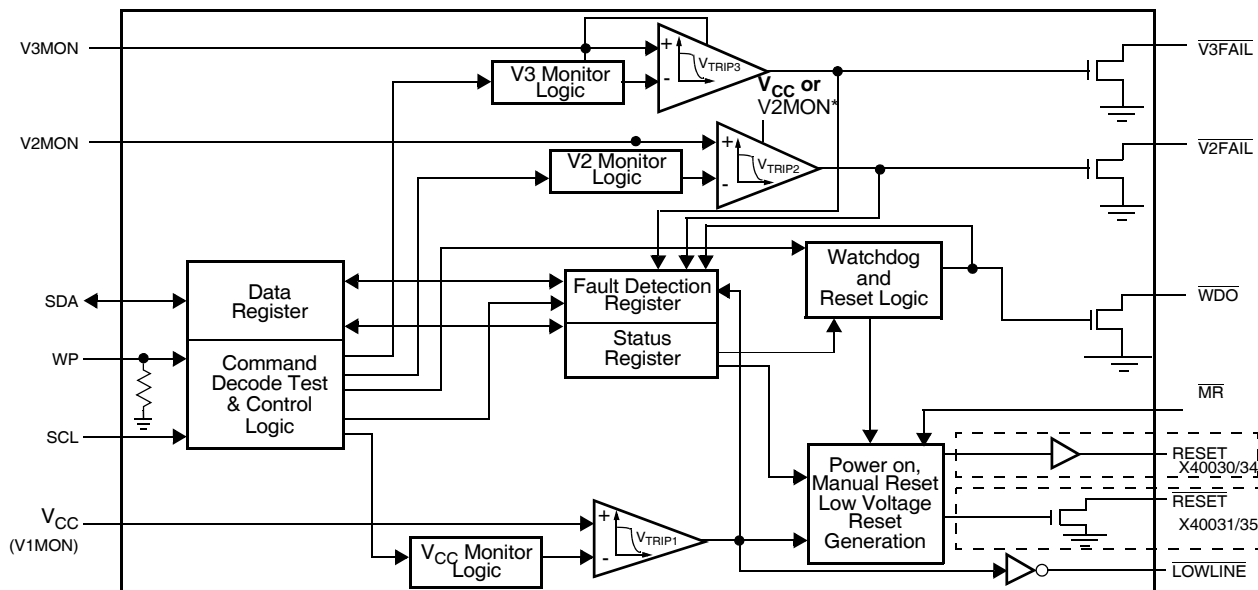 V3MON
V3 Monitor
Logic
+
-
VTRIP3
V3FAIL
VCC or
V2MON*
V2MON
V2 Monitor
Logic
+
-
VTRIP2
V2FAIL
SDA
WP
SCL
Data
Register
Command
Decode Test
& Control
Logic
Fault Detection
Register
Status
Register
Watchdog
and
Reset Logic
WDO
MR
Power on,
Manual Reset
Low Voltage
Reset
Generation
RESET
X40030/34
RESET
X40031/35
VCC
(V1MON)
VCC Monitor
Logic
+
-
VTRIP1
LOWLINE